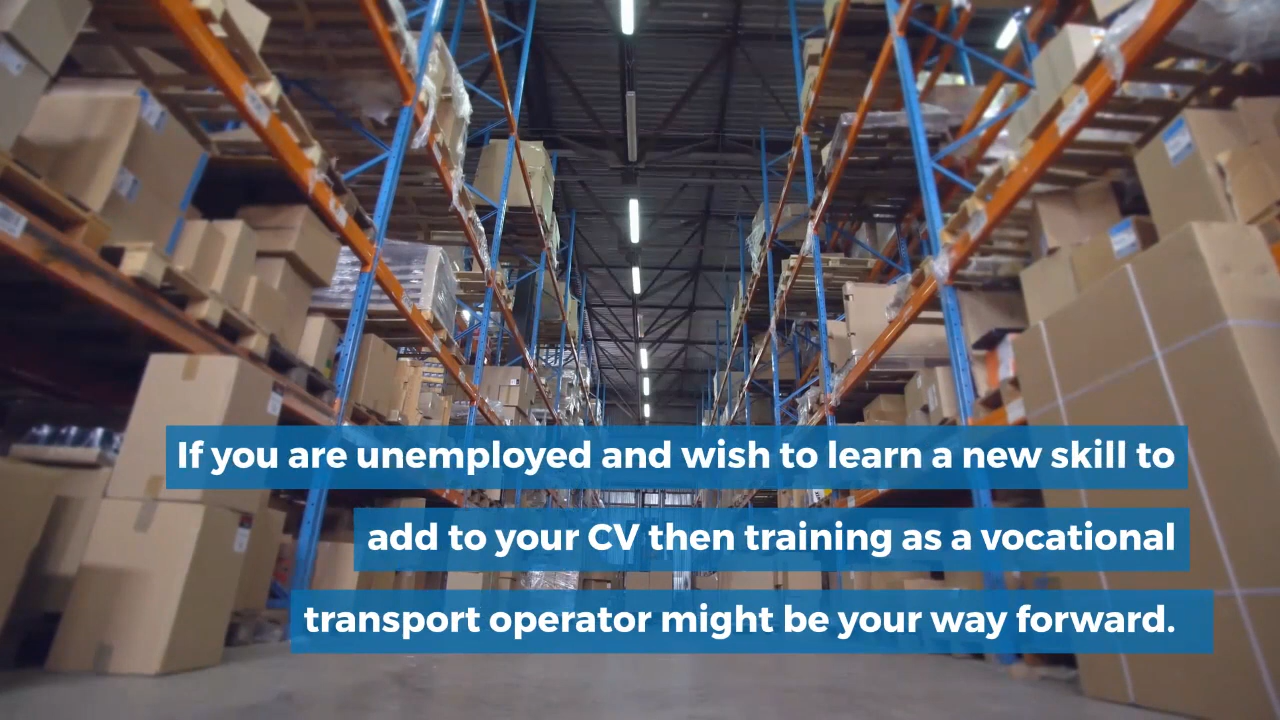 If you are unemployed and wish to learn a new skill to
add to your CV then training as a vocational
transport operator might be your way forward.